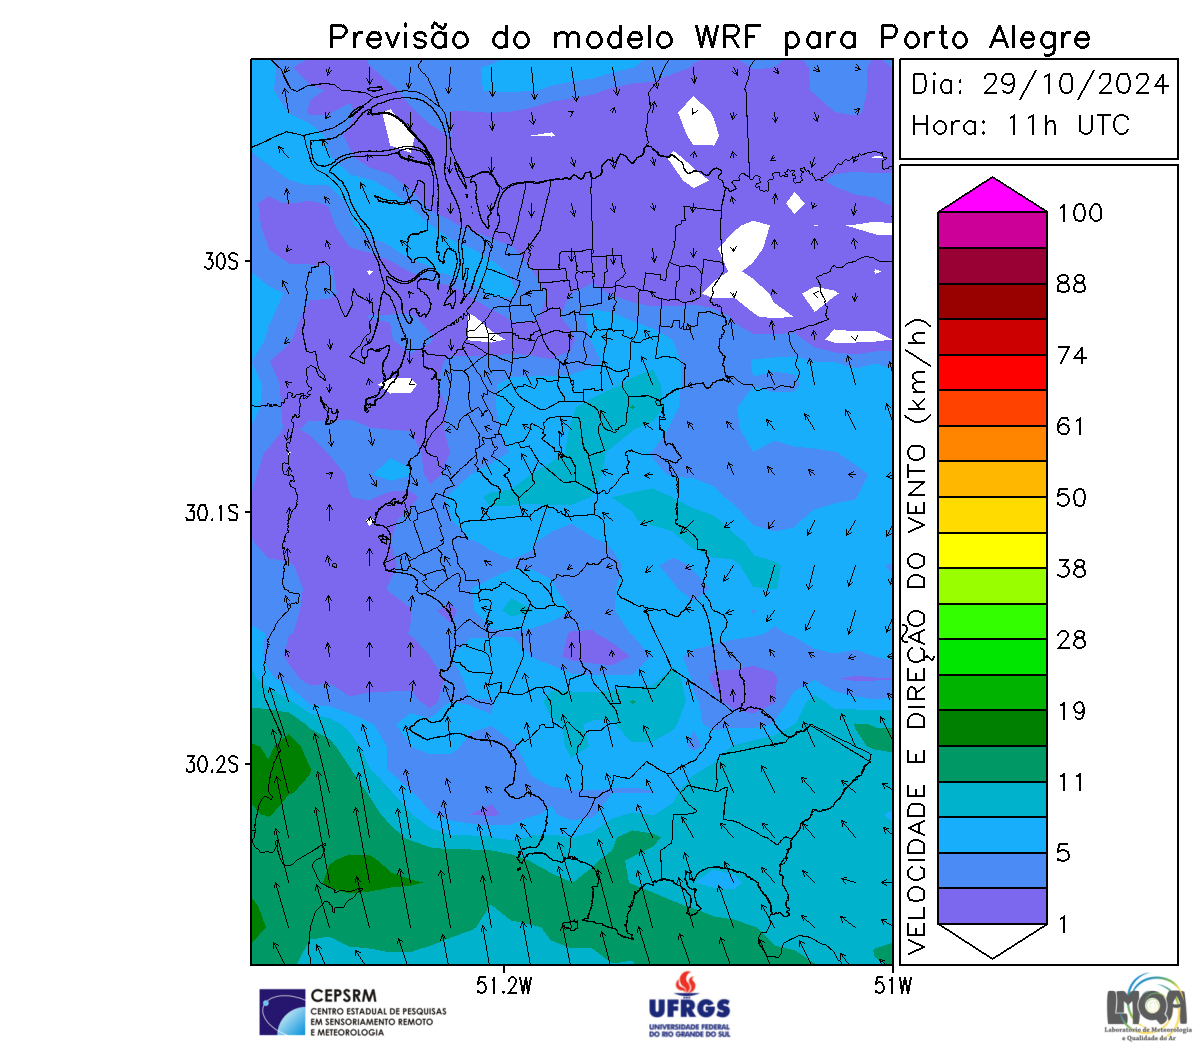 Previsão do modelo WRF para Porto Alegre
Dia: 29/10/2024
Hora: 11h UTC
100
88
74
61
50
38
28
19
11
5
1
VELOCIDADE E DIREÇÃO DO VENTO (km/h)
30S
30.1S
30.2S
51.2W
51W
CEPSRM
CENTRO ESTADUAL DE PESQUISAS
EM SENSORIAMENTO REMOTO
E METEOROLOGIA
UFRGS
UNIVERSIDADE FEDERAL
DO RIO GRANDE DO SUL
LMQA
Laboratório de Meteorologia
e Qualidade do Ar